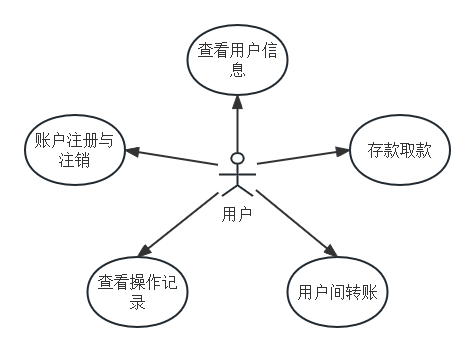 查看用户信
息
账户注册与
注销
存款取款
用户
查看操作记
录
用户间转账